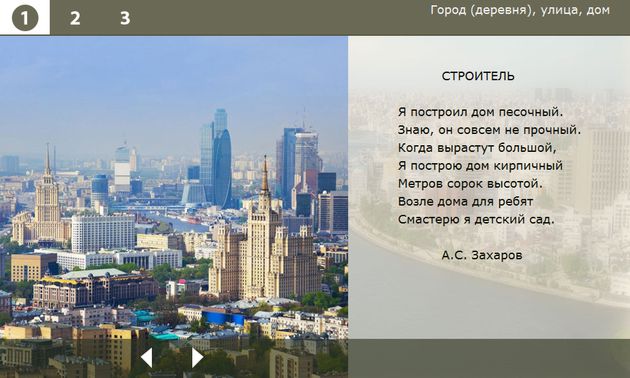 1 2 3
Город (деревня), улица, дом
СТРОИТЕЛЬ
Я построил дом песочный.
Знаю, он совсем не прочный.
Когда вырастут большой,
Я построю дом кирпичный
Метров сорок высотой.
Возле дома для ребят
Смастерю я детский сад.
А.С. Захаров